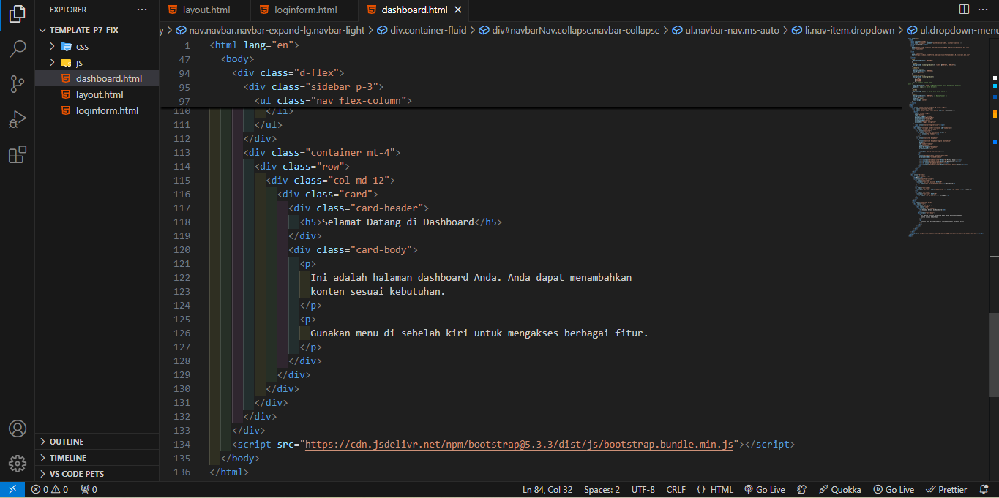 EXPLORER ···
TEMPLATE_P7_FIX
css
js
dashboard.html
layout.html
loginform.html
OUTLINE
TIMELINE
VS CODE PETS
layout.html loginform.html dashboard.html
y > nav.navbar.navbar-expand-lg.navbar-light > div.container-fluid > div#navbarNav.collapse.navbar-collapse > ul.navbar-nav.ms-auto > li.nav-item.dropdown > ul.dropdown-menu
1 <html lang="en">
47 <body>
94 <div class="d-flex">
95 <div class="sidebar p-3">
97 <ul class="nav flex-column">
110 </li>
111 </ul>
112 </div>
113 <div class="container mt-4">
114 <div class="row">
115 <div class="col-md-12">
116 <div class="card">
117 <div class="card-header">
118 <h5>Selamat Datang di Dashboard</h5>
119 </div>
120 <div class="card-body">
121 <p>
122 Ini adalah halaman dashboard Anda. Anda dapat menambahkan
123 konten sesuai kebutuhan.
124 </p>
125 <p>
126 Gunakan menu di sebelah kiri untuk mengakses berbagai fitur.
127 </p>
128 </div>
129 </div>
130 </div>
131 </div>
132 </div>
133 </div>
134 <script src="https://cdn.jsdelivr.net/npm/bootstrap@5.3.3/dist/js/bootstrap.bundle.min.js"></script>
135 </body>
136 </html>
0 0 0 Ln 84, Col 32 Spaces: 2 UTF-8 CRLF {} HTML Go Live Quokka Go Live Prettier